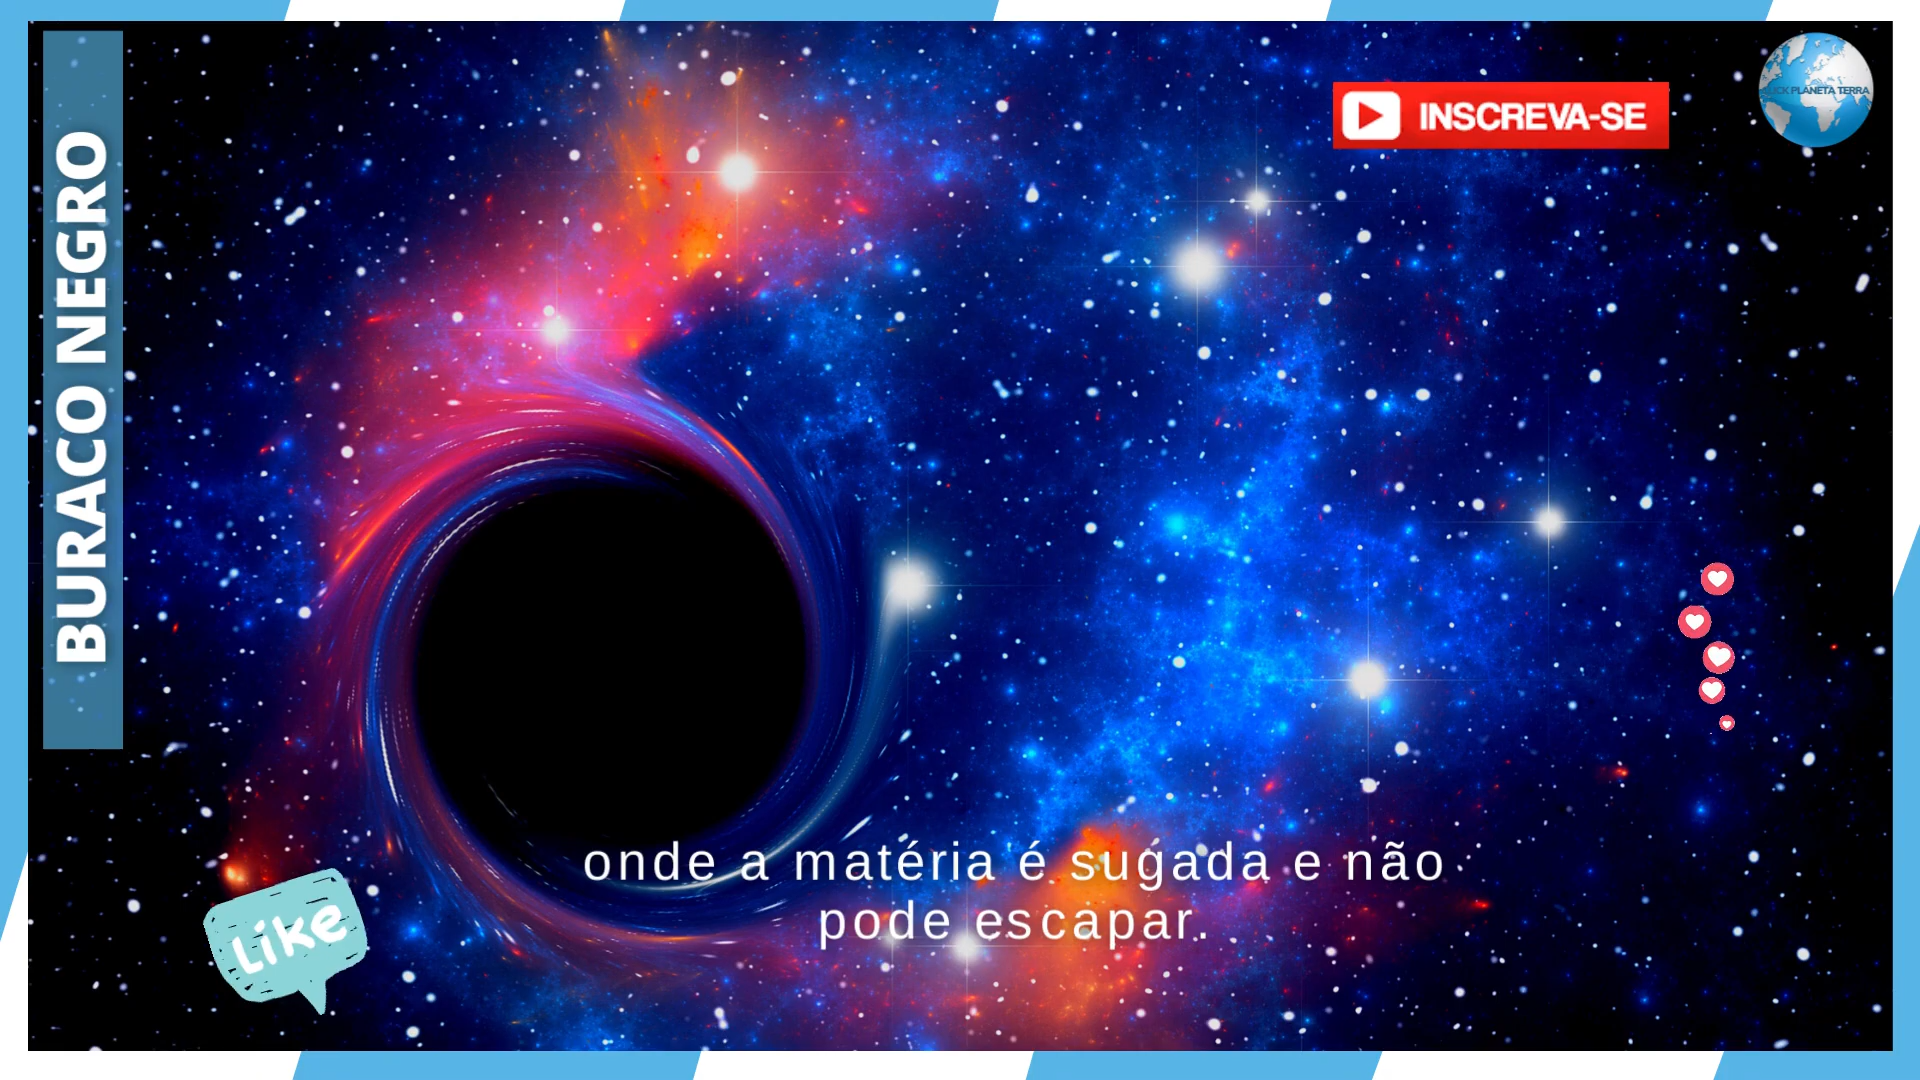 BURACO NEGRO
INSCREVA-SE
PLANETA TERRA
onde a matéria é sugada e não
pode escapar.
Like